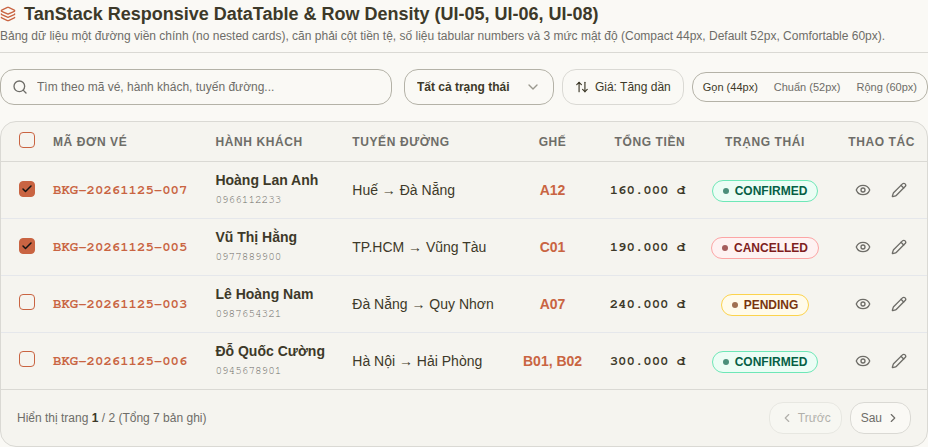 TanStack Responsive DataTable & Row Density (UI-05, UI-06, UI-08)
Bảng dữ liệu một đường viền chính (no nested cards), căn phải cột tiền tệ, số liệu tabular numbers và 3 mức mật độ (Compact 44px, Default 52px, Comfortable 60px).
Tìm theo mã vé, hành khách, tuyến đường... Tất cả trạng thái Giá: Tăng dần Gọn (44px) Chuẩn (52px) Rộng (60px)
MÃ ĐƠN VÉ HÀNH KHÁCH TUYẾN ĐƯỜNG GHẾ TỔNG TIỀN TRẠNG THÁI THAO TÁC
BKG-20261125-007 Hoàng Lan Anh Huế → Đà Nẵng A12 160.000 đ CONFIRMED
0966112233
BKG-20261125-005 Vũ Thị Hằng TP.HCM → Vũng Tàu C01 190.000 đ CANCELLED
0977889900
BKG-20261125-003 Lê Hoàng Nam Đà Nẵng → Quy Nhơn A07 240.000 đ PENDING
0987654321
BKG-20261125-006 Đỗ Quốc Cường Hà Nội → Hải Phòng B01, B02 300.000 đ CONFIRMED
0945678901
Hiển thị trang 1 / 2 (Tổng 7 bản ghi) Trước Sau